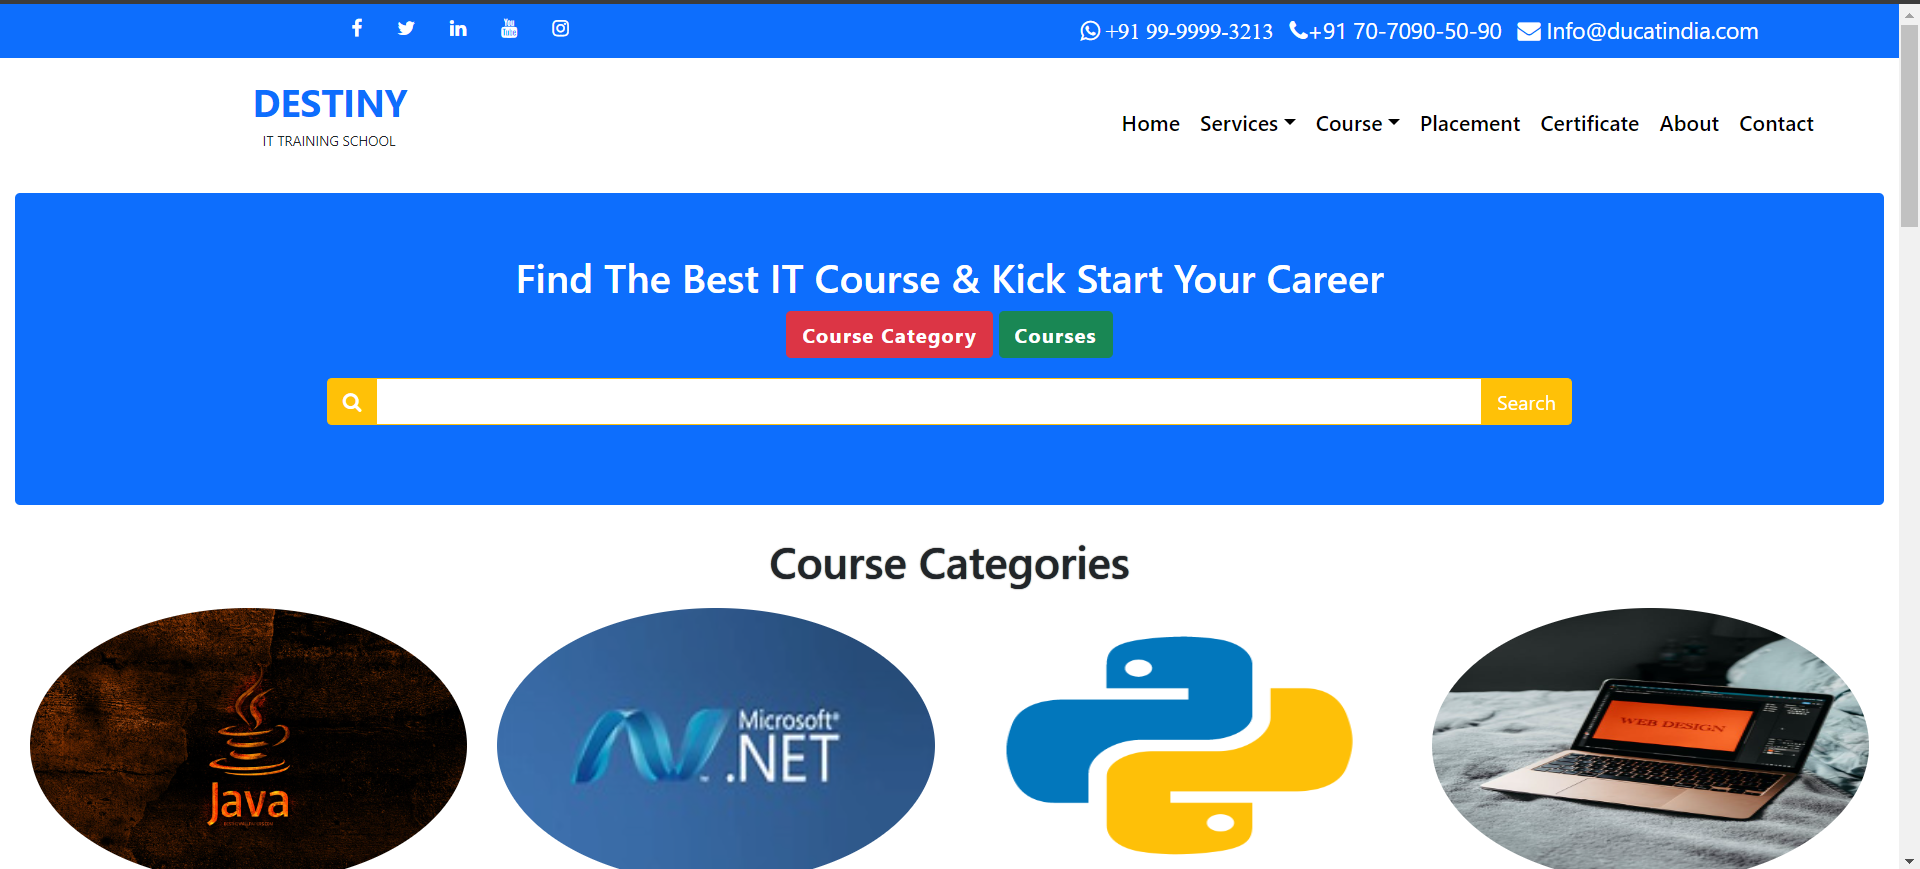 +91 99-9999-3213 +91 70-7090-50-90 Info@ducatindia.com
DESTINY
IT TRAINING SCHOOL
Home Services Course Placement Certificate About Contact
Find The Best IT Course & Kick Start Your Career
Course Category Courses
Search
Course Categories
Java
Microsoft®
.NET
WEB DESIGN